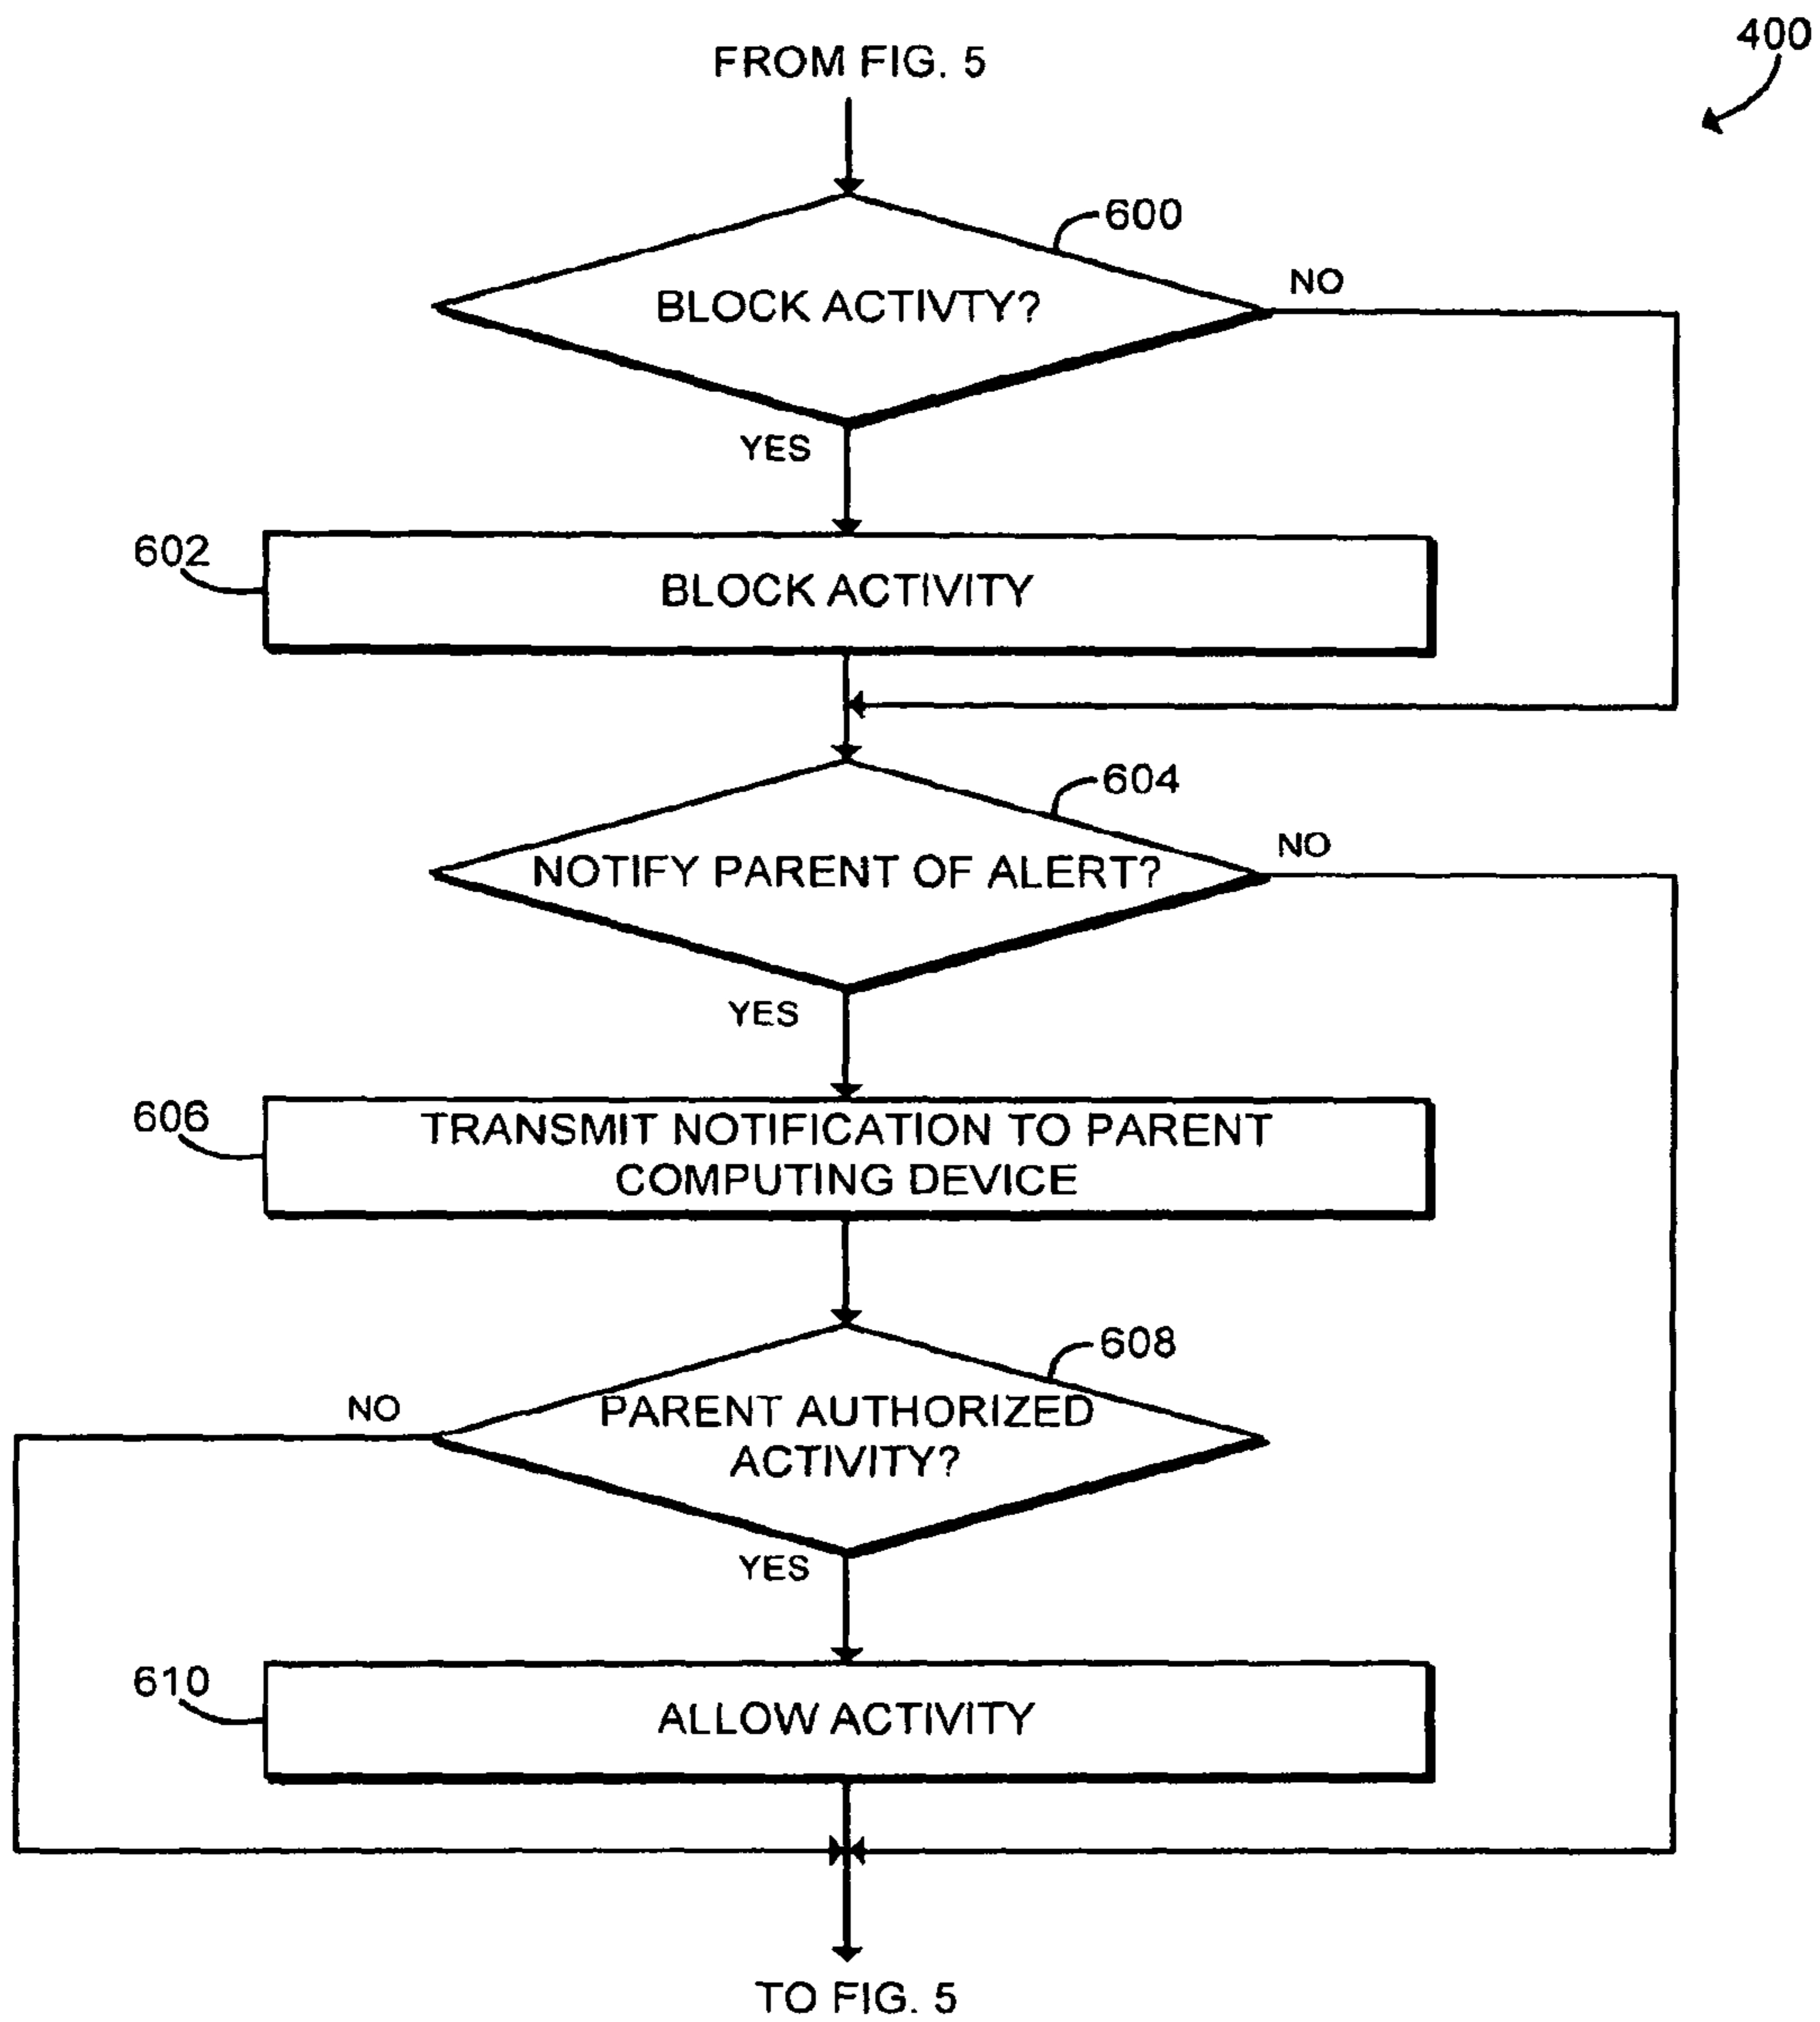 400
FROM FIG. 5
600
BLOCK ACTIVTY?
NO
YES
602
BLOCK ACTIVITY
604
NOTIFY PARENT OF ALERT?
NO
YES
606
TRANSMIT NOTIFICATION TO PARENT
COMPUTING DEVICE
608
NO
PARENT AUTHORIZED
ACTIVITY?
YES
610
ALLOW ACTIVITY
TO FIG. 5